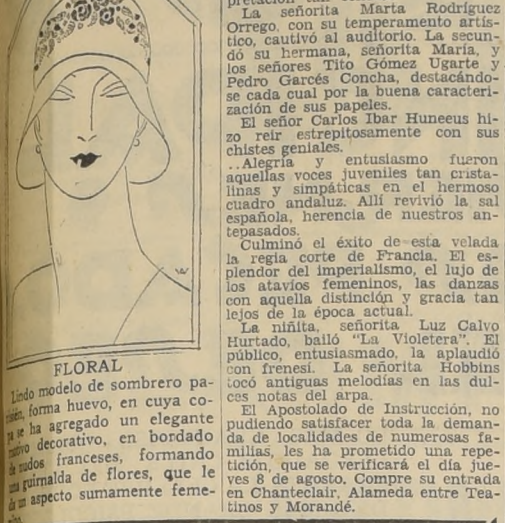 FLORAL
Lindo modelo de sombrero pa-
forma huevo, en cuya co-
se ha agregado un elegante
decorativo, en bordado
nudos franceses, formando
guirnalda de flores, que le
un aspecto sumamente feme-
La señorita Marta Rodríguez
Orrego, con su temperamento artís-
tico, cautivó al auditorio. La secun-
dó su hermana, señorita María, y
los señores Tito Gómez Ugarte y
Pedro Garcés Concha, destacándo-
se cada cual por la buena caracteri-
zación de sus papeles.
El señor Carlos Ibar Huneeus hi-
zo reir estrepitosamente con sus
chistes geniales.
..Alegría y entusiasmo fueron
aquellas voces juveniles tan crista-
linas y simpáticas en el hermoso
cuadro andaluz. Allí revivió la sal
española, herencia de nuestros an-
tepasados.
Culminó el éxito de esta velada
la regia corte de Francia. El es-
plendor del imperialismo, el lujo de
los atavíos femeninos, las danzas
con aquella distinción y gracia tan
lejos de la época actual.
La niñita, señorita Luz Calvo
Hurtado, bailó "La Violetera". El
público, entusiasmado, la aplaudió
con frenesí. La señorita Hobbins
tocó antiguas melodías en las dul-
ces notas del arpa.
El Apostolado de Instrucción, no
pudiendo satisfacer toda la deman-
da de localidades de numerosas fa-
milias, les ha prometido una repe-
tición, que se verificará el día jue-
ves 8 de agosto. Compre su entrada
en Chanteclair, Alameda entre Tea-
tinos y Morandé.